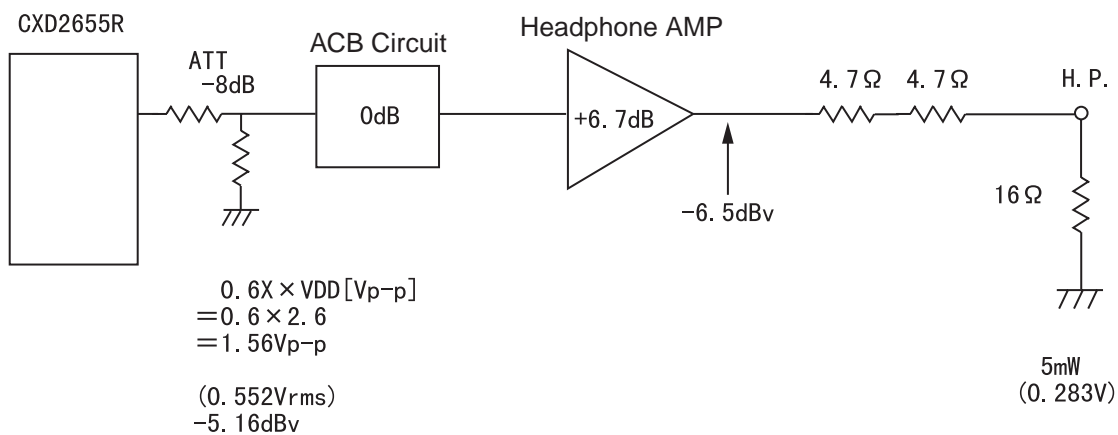 CXD2655R
ATT
-8dB
ACB Circuit
0dB
Headphone AMP
+6.7dB
-6.5dBv
4.7Ω 4.7Ω
H.P.
16Ω
0.6X×VDD[Vp-p]
=0.6×2.6
=1.56Vp-p
(0.552Vrms)
-5.16dBv
5mW
(0.283V)